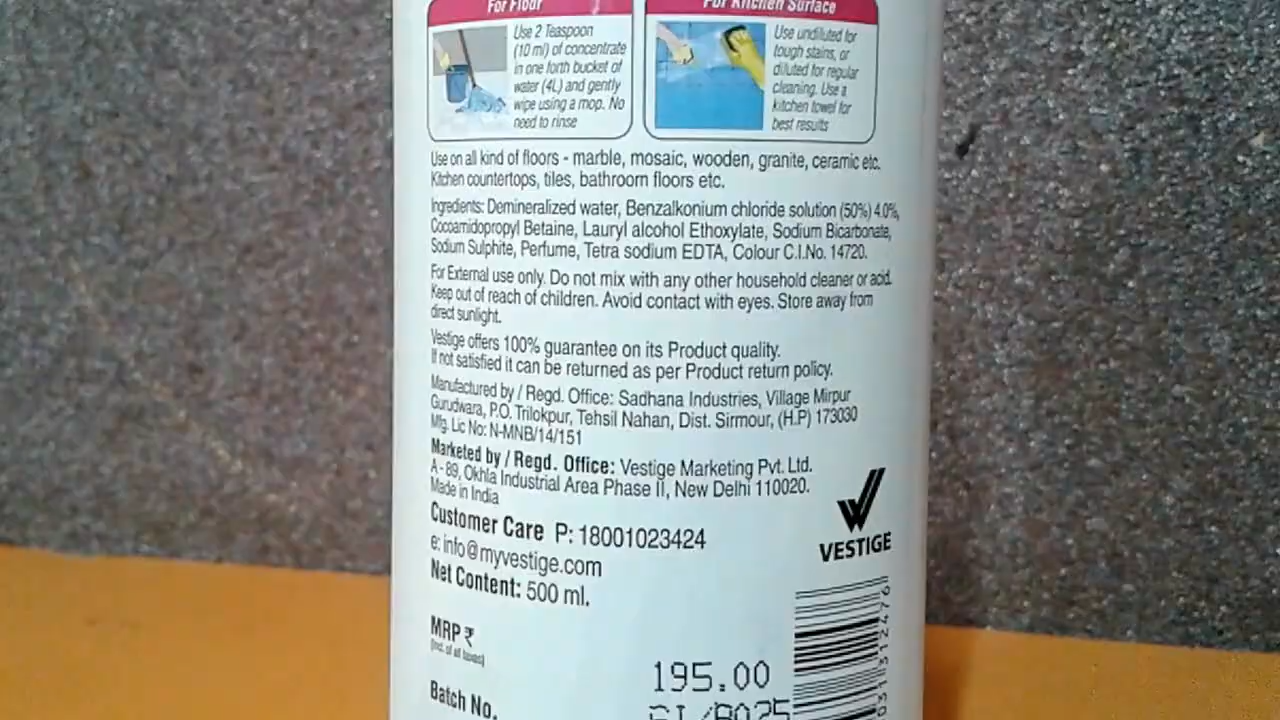 For Floor
Use 2 Teaspoon
(10 ml) of concentrate
in one forth bucket of
water (4L) and gently
wipe using a mop. No
need to rinse
For Kitchen Surface
Use undiluted for
tough stains, or
diluted for regular
cleaning. Use a
kitchen towel for
best results
Use on all kind of floors - marble, mosaic, wooden, granite, ceramic etc.
Kitchen countertops, tiles, bathroom floors etc.
Ingredients: Demineralized water, Benzalkonium chloride solution (50%) 4.0%,
Cocoamidopropyl Betaine, Lauryl alcohol Ethoxylate, Sodium Bicarbonate,
Sodium Sulphite, Perfume, Tetra sodium EDTA, Colour C.I.No. 14720.
For External use only. Do not mix with any other household cleaner or acid.
Keep out of reach of children. Avoid contact with eyes. Store away from
direct sunlight.
Vestige offers 100% guarantee on its Product quality.
If not satisfied it can be returned as per Product return policy.
Manufactured by / Regd. Office: Sadhana Industries, Village Mirpur
Gurudwara, P.O. Trilokpur, Tehsil Nahan, Dist. Sirmour, (H.P) 173030
Mfg. Lic No: N-MNB/14/151
Marketed by / Regd. Office: Vestige Marketing Pvt. Ltd.
A - 89, Okhla Industrial Area Phase II, New Delhi 110020.
Made in India
Customer Care P: 18001023424
e: info@myvestige.com
Net Content: 500 ml.
VESTIGE
MRP ₹
(incl. of all taxes)
195.00
Batch No.
031312476